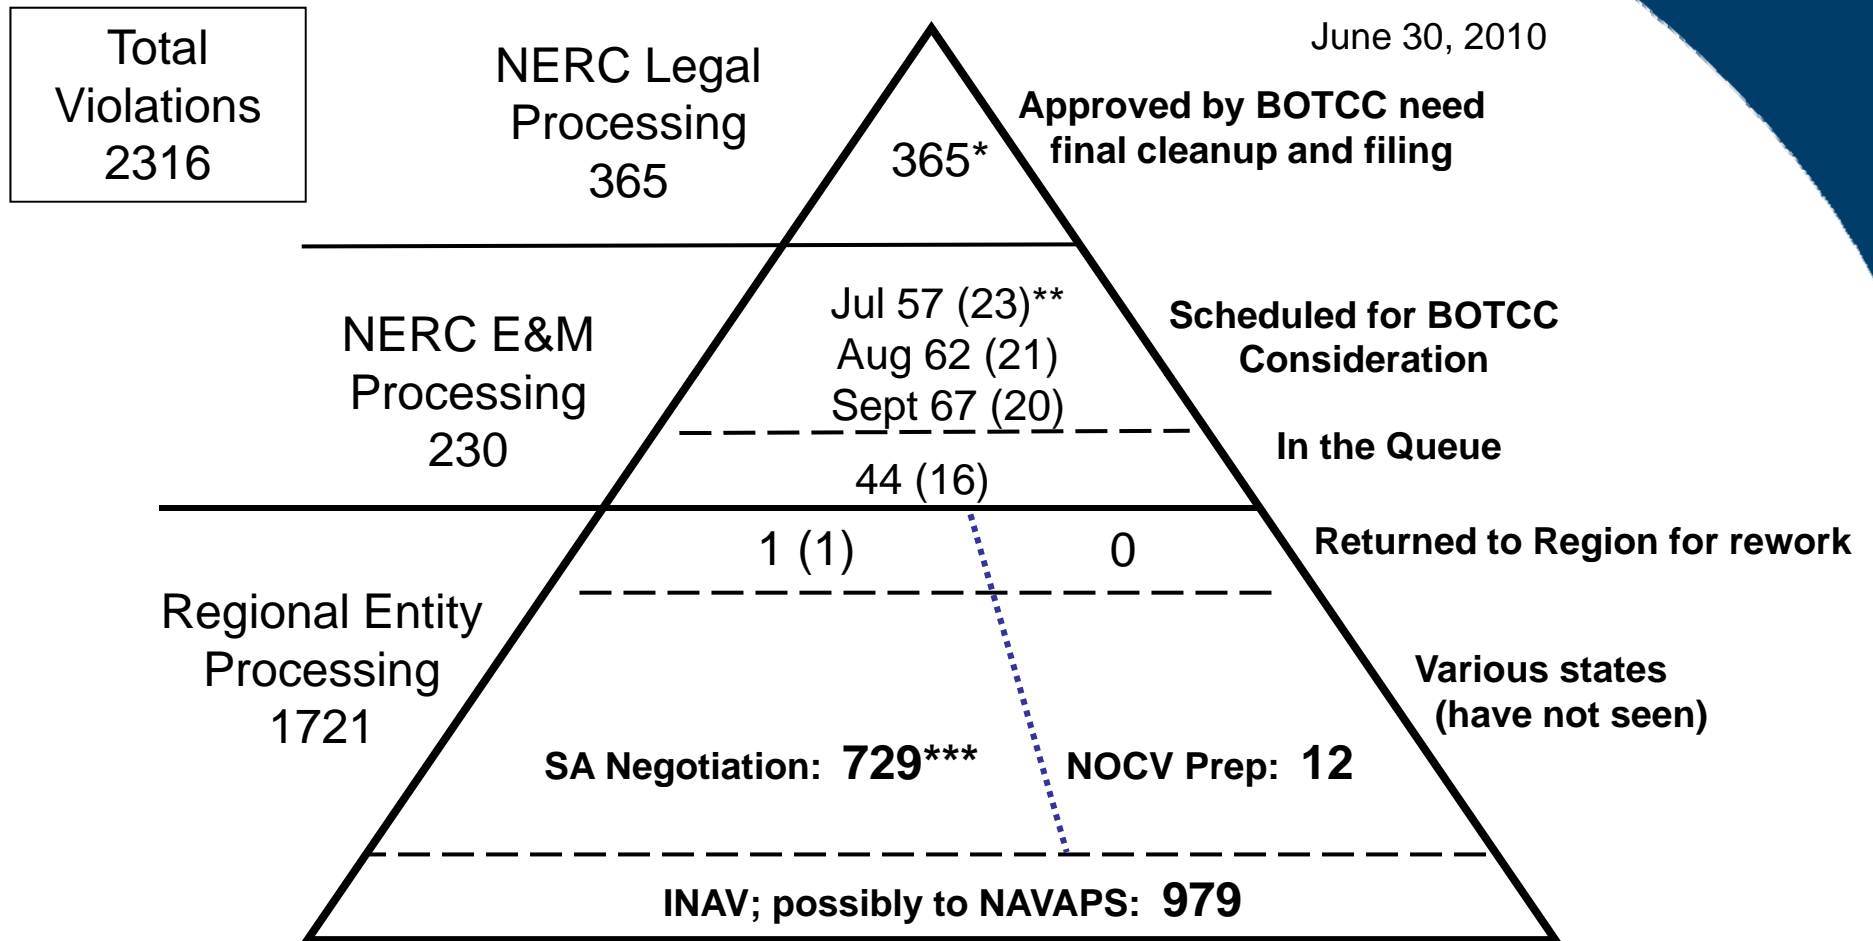 Total
Violations
2316
June 30, 2010
NERC Legal
Processing
365
365*
Approved by BOTCC need
final cleanup and filing
NERC E&M
Processing
230
Jul 57 (23)**
Aug 62 (21)
Sept 67 (20)
Scheduled for BOTCC
Consideration
44 (16)
In the Queue
1 (1)
0
Returned to Region for rework
Regional Entity
Processing
1721
Various states
(have not seen)
SA Negotiation: 729***
NOCV Prep: 12
INAV; possibly to NAVAPS: 979